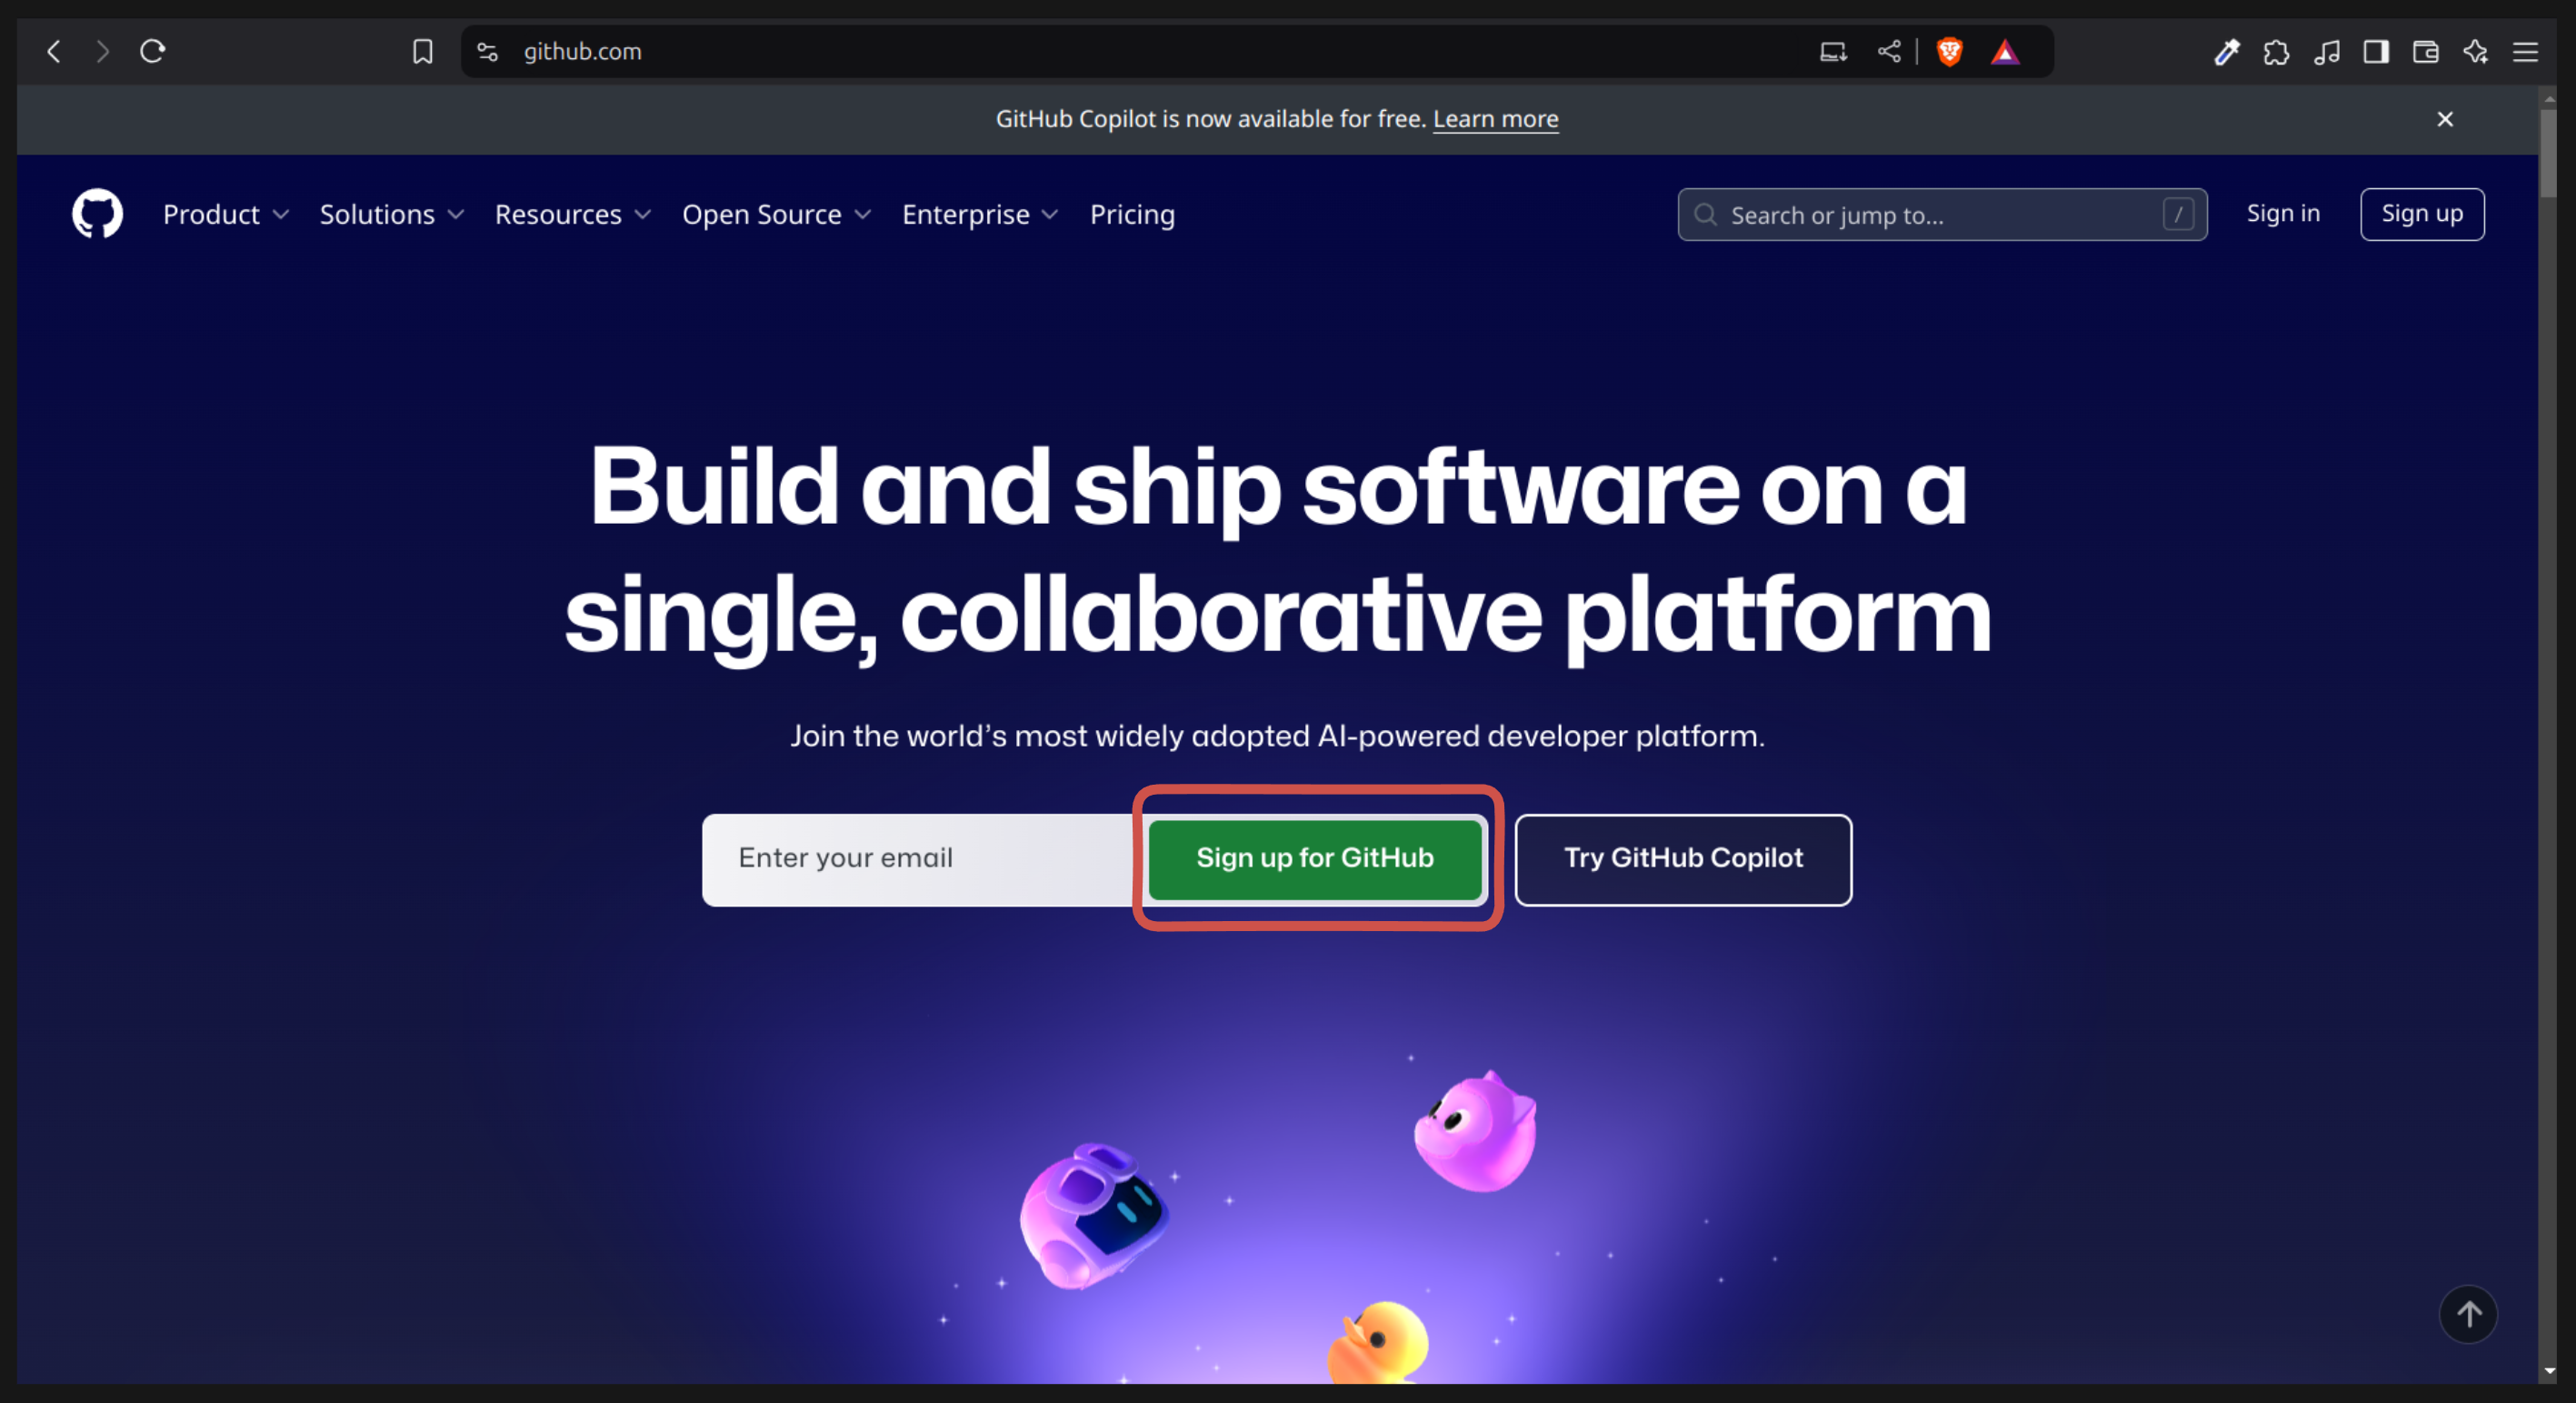 github.com
GitHub Copilot is now available for free. Learn more
Product Solutions Resources Open Source Enterprise Pricing Search or jump to... / Sign in Sign up
Build and ship software on a
single, collaborative platform
Join the world’s most widely adopted AI-powered developer platform.
Enter your email Sign up for GitHub Try GitHub Copilot